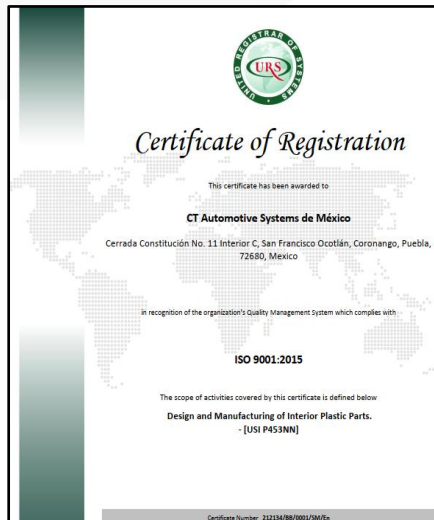 UNITED REGISTRAR OF SYSTEMS
URS
Certificate of Registration
This certificate has been awarded to
CT Automotive Systems de México
Cerrada Constitución No. 11 Interior C, San Francisco Ocotlán, Coronango, Puebla,
72680, Mexico
in recognition of the organization's Quality Management System which complies with
ISO 9001:2015
The scope of activities covered by this certificate is defined below
Design and Manufacturing of Interior Plastic Parts.
- [USI P453NN]
Certificate Number 212134/BB/0001/SM/En